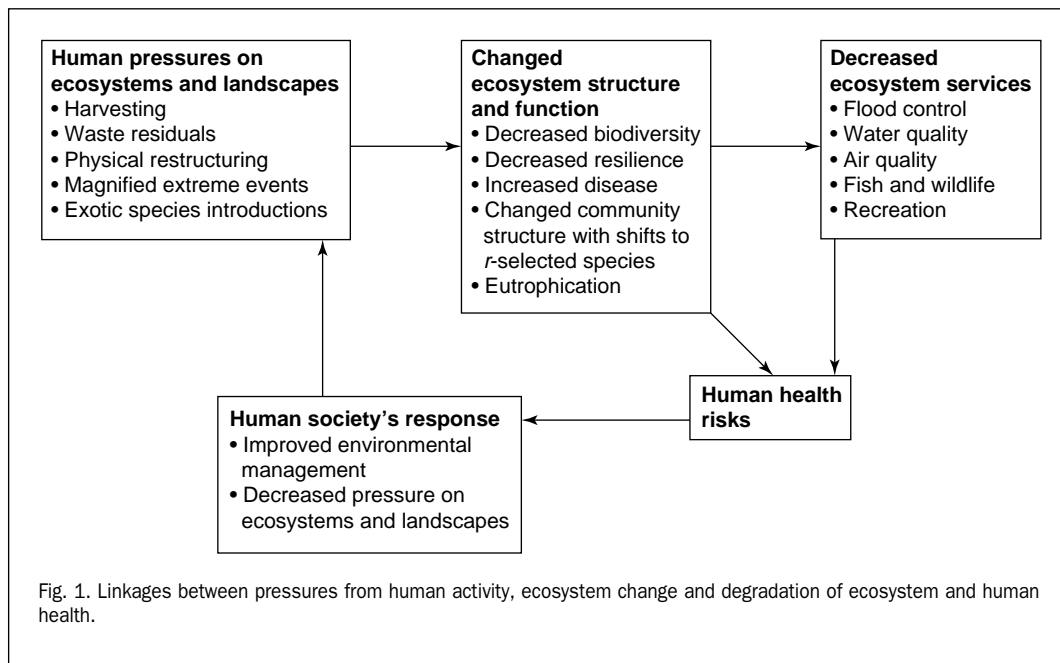 Human pressures on
ecosystems and landscapes
• Harvesting
• Waste residuals
• Physical restructuring
• Magnified extreme events
• Exotic species introductions
Changed
ecosystem structure
and function
• Decreased biodiversity
• Decreased resilience
• Increased disease
• Changed community
structure with shifts to
r-selected species
• Eutrophication
Decreased
ecosystem services
• Flood control
• Water quality
• Air quality
• Fish and wildlife
• Recreation
Human health
risks
Human society's response
• Improved environmental
management
• Decreased pressure on
ecosystems and landscapes
Fig. 1. Linkages between pressures from human activity, ecosystem change and degradation of ecosystem and human
health.